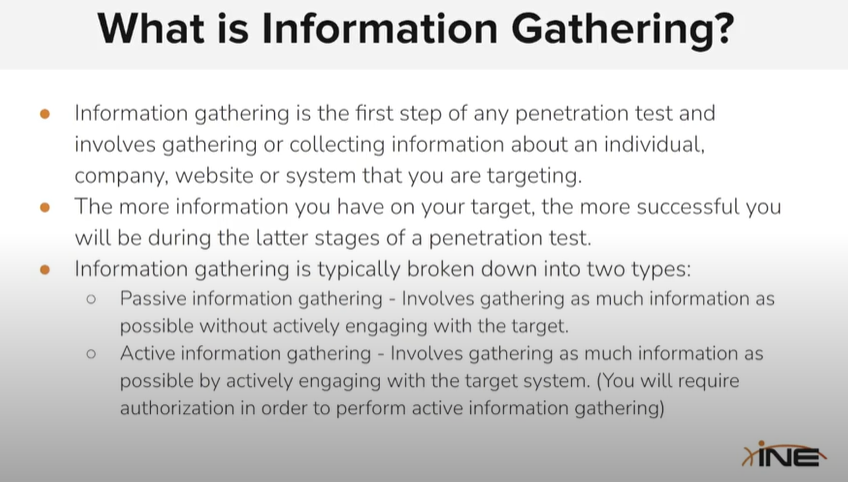 What is Information Gathering?
● Information gathering is the first step of any penetration test and
involves gathering or collecting information about an individual,
company, website or system that you are targeting.
● The more information you have on your target, the more successful you
will be during the latter stages of a penetration test.
● Information gathering is typically broken down into two types:
○ Passive information gathering - Involves gathering as much information as
possible without actively engaging with the target.
○ Active information gathering - Involves gathering as much information as
possible by actively engaging with the target system. (You will require
authorization in order to perform active information gathering)
INE